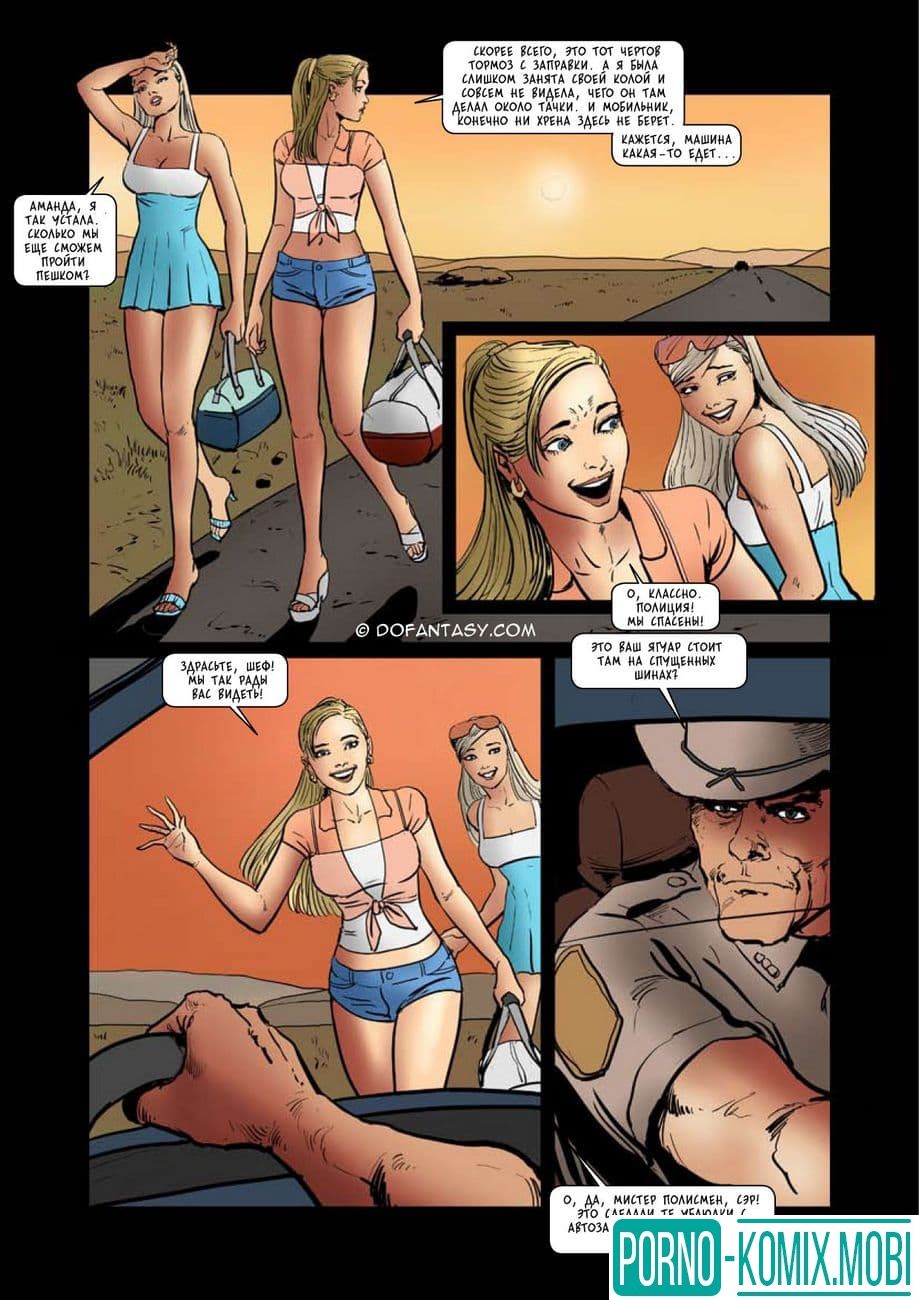 СКОРЕЕ ВСЕГО, ЭТО ТОТ ЧЕРТОВ
ТОРМОЗ С ЗАПРАВКИ. А Я БЫЛА
СЛИШКОМ ЗАНЯТА СВОЕЙ КОЛОЙ И
СОВСЕМ НЕ ВИДЕЛА, ЧЕГО ОН ТАМ
ДЕЛАЛ ОКОЛО ТАЧКИ. И МОБИЛЬНИК,
КОНЕЧНО НИ ХРЕНА ЗДЕСЬ НЕ БЕРЕТ.
КАЖЕТСЯ, МАШИНА
КАКАЯ-ТО ЕДЕТ...
АМАНДА, Я
ТАК УСТАЛА.
СКОЛЬКО МЫ
ЕЩЕ СМОЖЕМ
ПРОЙТИ
ПЕШКОМ?
О, КЛАССНО.
ПОЛИЦИЯ!
МЫ СПАСЕНЫ!
© DOFANTASY.COM
ЗДРАСЬТЕ, ШЕФ!
МЫ ТАК РАДЫ
ВАС ВИДЕТЬ!
ЭТО ВАШ ЯГУАР СТОИТ
ТАМ НА СПУЩЕННЫХ
ШИНАХ?
О, ДА, МИСТЕР ПОЛИСМЕН, СЭР!
ЭТО СДЕЛАЛИ ТЕ УБЛЮДКИ С
АВТОЗА
PORNO-KOMIX.MOBI